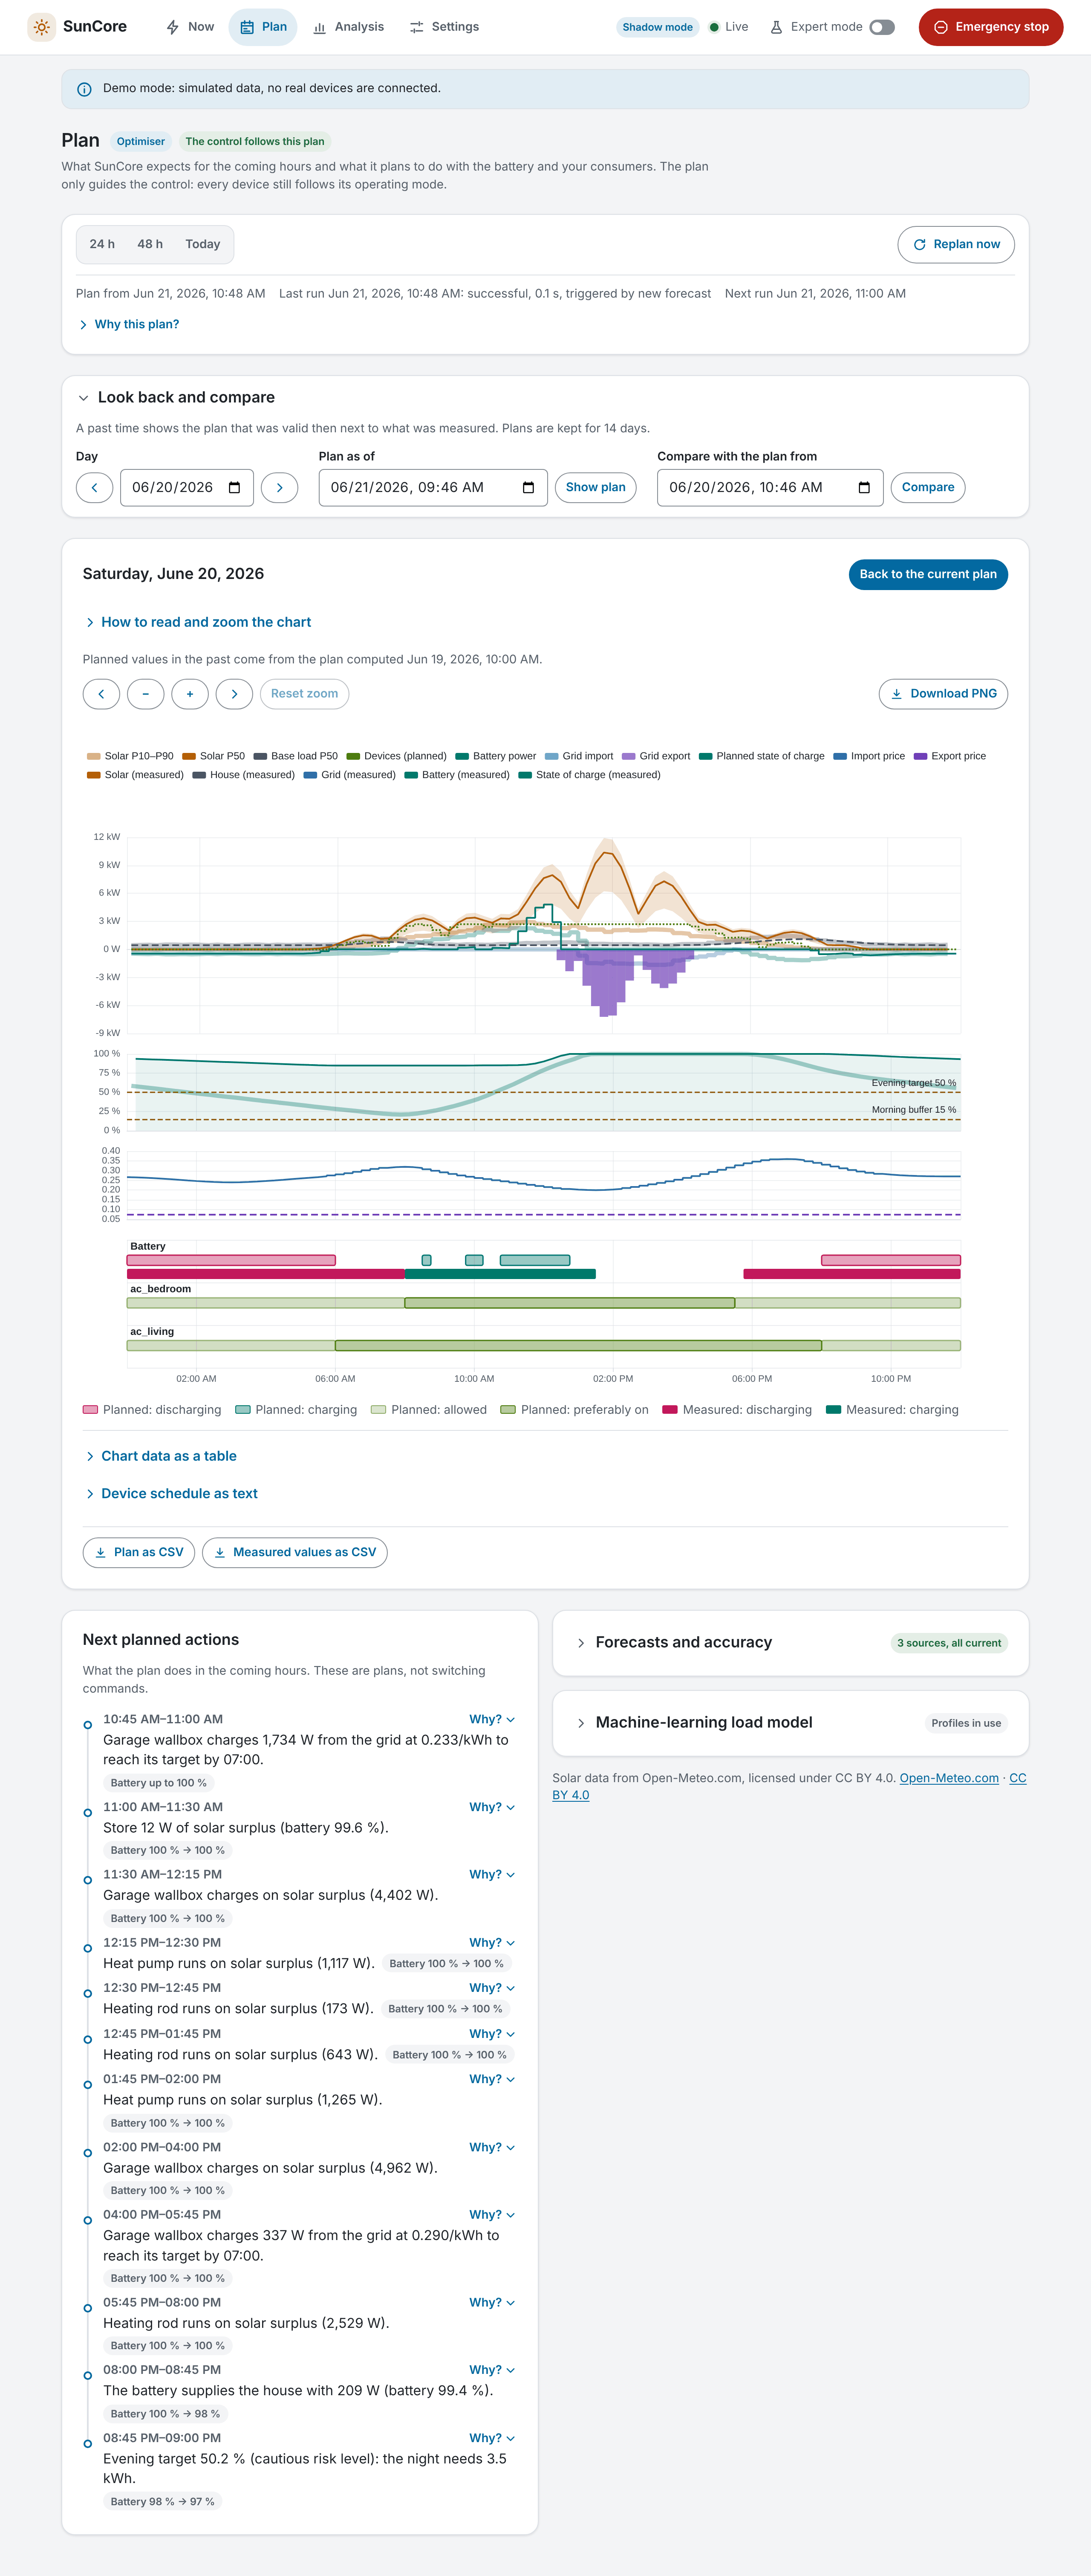 SunCore
Now
Plan
Analysis
Settings
Shadow mode
Live
Expert mode
Emergency stop
Demo mode: simulated data, no real devices are connected.
Plan
Optimiser
The control follows this plan
What SunCore expects for the coming hours and what it plans to do with the battery and your consumers. The plan
only guides the control: every device still follows its operating mode.
24 h
48 h
Today
Replan now
Plan from Jun 21, 2026, 10:48 AM
Last run Jun 21, 2026, 10:48 AM: successful, 0.1 s, triggered by new forecast
Next run Jun 21, 2026, 11:00 AM
Why this plan?
Look back and compare
A past time shows the plan that was valid then next to what was measured. Plans are kept for 14 days.
Day
Plan as of
Compare with the plan from
06/20/2026
06/21/2026, 09:46 AM
Show plan
06/20/2026, 10:46 AM
Compare
Saturday, June 20, 2026
Back to the current plan
How to read and zoom the chart
Planned values in the past come from the plan computed Jun 19, 2026, 10:00 AM.
−
+
Reset zoom
Download PNG
Solar P10–P90
Solar P50
Base load P50
Devices (planned)
Battery power
Grid import
Grid export
Planned state of charge
Import price
Export price
Solar (measured)
House (measured)
Grid (measured)
Battery (measured)
State of charge (measured)
12 kW
9 kW
6 kW
3 kW
0 W
-3 kW
-6 kW
-9 kW
100 %
75 %
50 %
25 %
0 %
Evening target 50 %
Morning buffer 15 %
0.40
0.35
0.30
0.25
0.20
0.15
0.10
0.05
Battery
ac_bedroom
ac_living
02:00 AM
06:00 AM
10:00 AM
02:00 PM
06:00 PM
10:00 PM
Planned: discharging
Planned: charging
Planned: allowed
Planned: preferably on
Measured: discharging
Measured: charging
Chart data as a table
Device schedule as text
Plan as CSV
Measured values as CSV
Next planned actions
What the plan does in the coming hours. These are plans, not switching
commands.
10:45 AM–11:00 AM
Why?
Garage wallbox charges 1,734 W from the grid at 0.233/kWh to
reach its target by 07:00.
Battery up to 100 %
11:00 AM–11:30 AM
Why?
Store 12 W of solar surplus (battery 99.6 %).
Battery 100 % → 100 %
11:30 AM–12:15 PM
Why?
Garage wallbox charges on solar surplus (4,402 W).
Battery 100 % → 100 %
12:15 PM–12:30 PM
Why?
Heat pump runs on solar surplus (1,117 W).
Battery 100 % → 100 %
12:30 PM–12:45 PM
Why?
Heating rod runs on solar surplus (173 W).
Battery 100 % → 100 %
12:45 PM–01:45 PM
Why?
Heating rod runs on solar surplus (643 W).
Battery 100 % → 100 %
01:45 PM–02:00 PM
Why?
Heat pump runs on solar surplus (1,265 W).
Battery 100 % → 100 %
02:00 PM–04:00 PM
Why?
Garage wallbox charges on solar surplus (4,962 W).
Battery 100 % → 100 %
04:00 PM–05:45 PM
Why?
Garage wallbox charges 337 W from the grid at 0.290/kWh to
reach its target by 07:00.
Battery 100 % → 100 %
05:45 PM–08:00 PM
Why?
Heating rod runs on solar surplus (2,529 W).
Battery 100 % → 100 %
08:00 PM–08:45 PM
Why?
The battery supplies the house with 209 W (battery 99.4 %).
Battery 100 % → 98 %
08:45 PM–09:00 PM
Why?
Evening target 50.2 % (cautious risk level): the night needs 3.5
kWh.
Battery 98 % → 97 %
Forecasts and accuracy
3 sources, all current
Machine-learning load model
Profiles in use
Solar data from Open-Meteo.com, licensed under CC BY 4.0. Open-Meteo.com · CC
BY 4.0